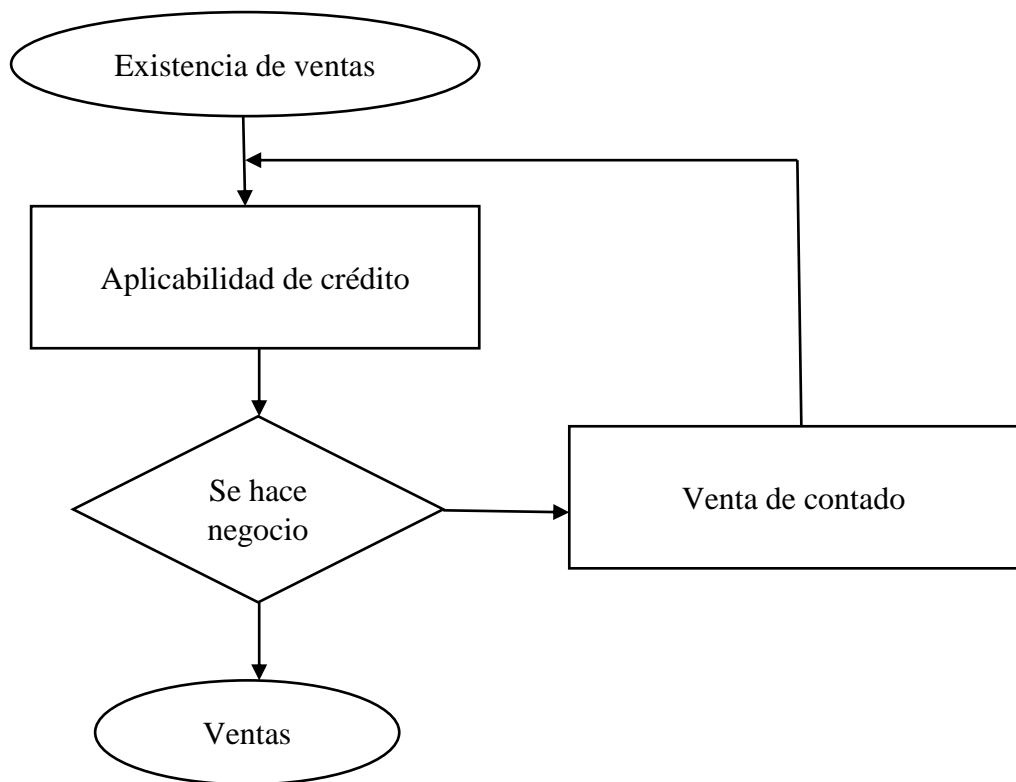 Existencia de ventas
Aplicabilidad de crédito
Se hace
negocio
Venta de contado
Ventas